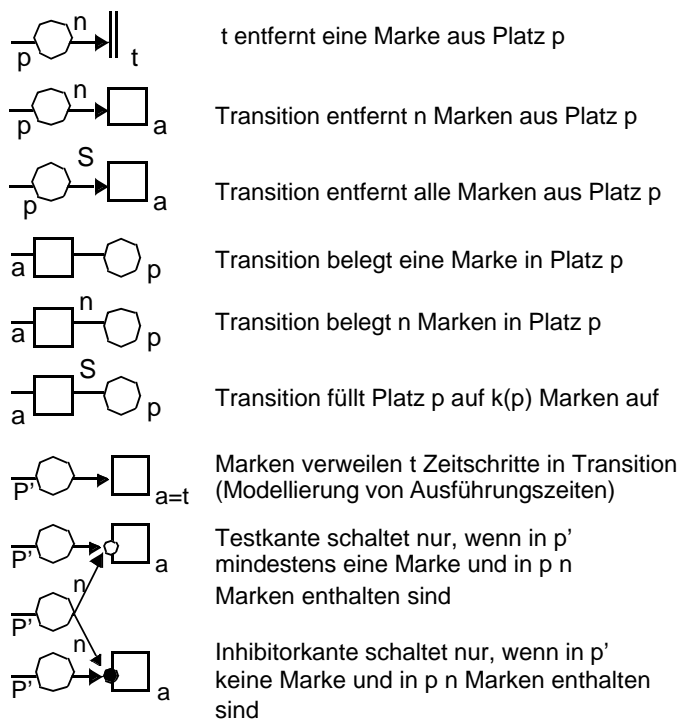 n
p
t
t entfernt eine Marke aus Platz p
n
p
a
Transition entfernt n Marken aus Platz p
S
p
a
Transition entfernt alle Marken aus Platz p
a
p
Transition belegt eine Marke in Platz p
n
a
p
Transition belegt n Marken in Platz p
S
a
p
Transition füllt Platz p auf k(p) Marken auf
P'
a=t
Marken verweilen t Zeitschritte in Transition
(Modellierung von Ausführungszeiten)
P'
a
Testkante schaltet nur, wenn in p’
mindestens eine Marke und in p n
Marken enthalten sind
n
P'
n
P'
a
Inhibitorkante schaltet nur, wenn in p’
keine Marke und in p n Marken enthalten
sind